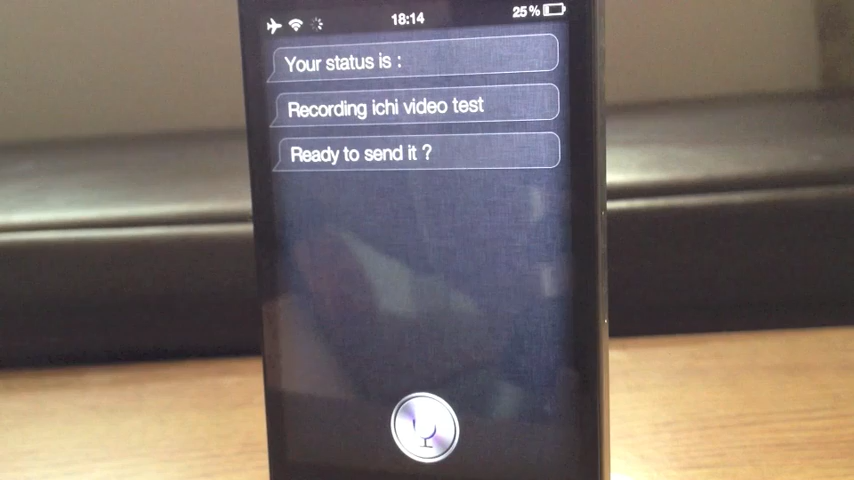 18:14
25%
Your status is :
Recording ichi video test
Ready to send it ?